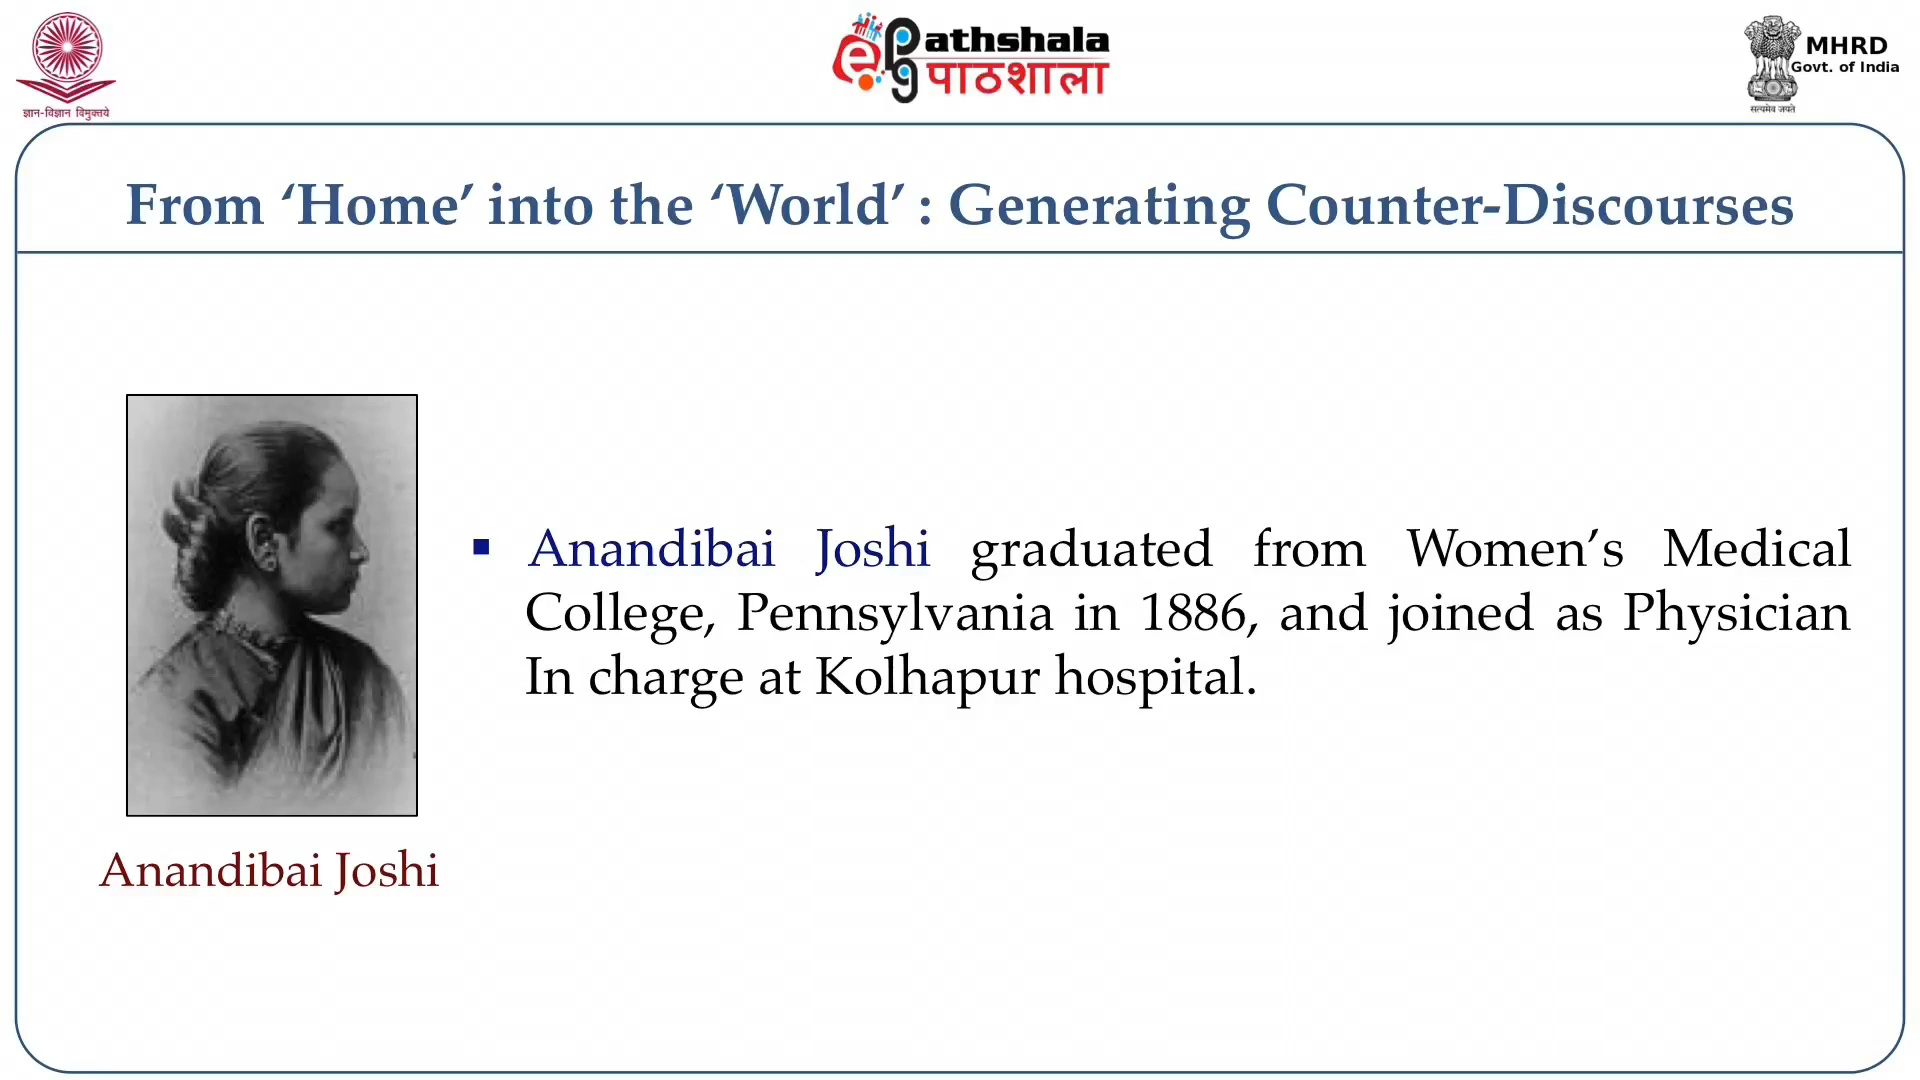 ज्ञान-विज्ञान विमुक्तये
e
pg
athshala
पाठशाला
MHRD
Govt. of India
सत्यमेव जयते
From ‘Home’ into the ‘World’ : Generating Counter-Discourses
▪ Anandibai Joshi graduated from Women’s Medical
College, Pennsylvania in 1886, and joined as Physician
In charge at Kolhapur hospital.
Anandibai Joshi